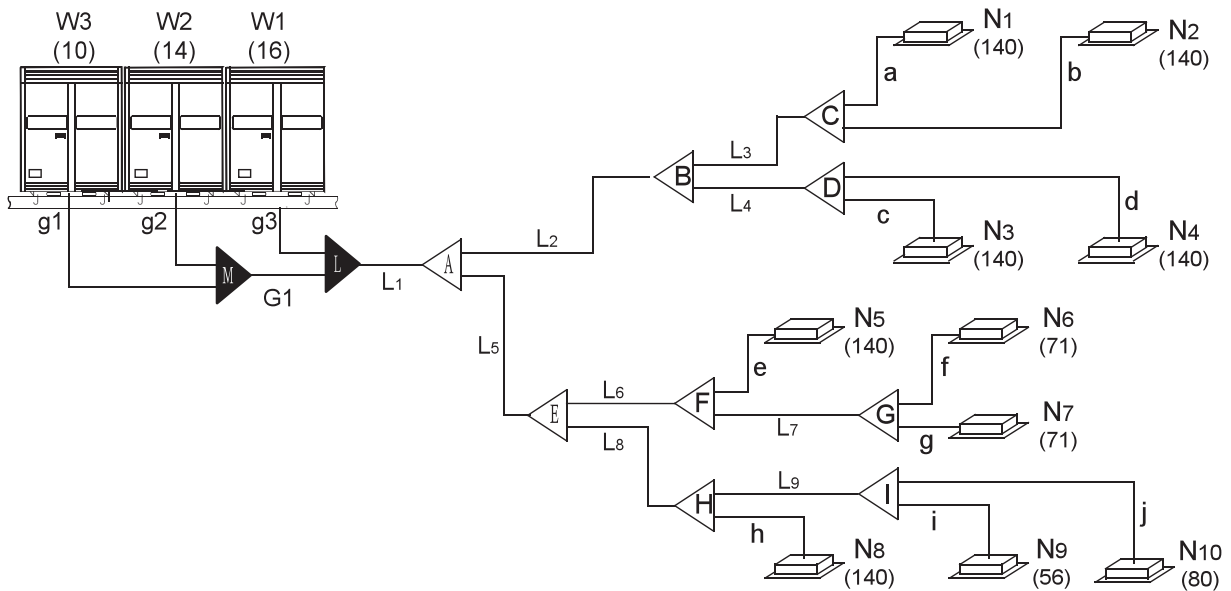 W3 W2 W1
(10) (14) (16)
g1 g2 g3
M
G1
L
L1
A
L2
L5
B
L3
L4
C
a
b
N1
(140)
N2
(140)
D
c
d
N3
(140)
N4
(140)
E
L6
L8
F
e
L7
N5
(140)
G
f
g
N6
(71)
N7
(71)
H
L9
h
I
i
j
N8
(140)
N9
(56)
N10
(80)